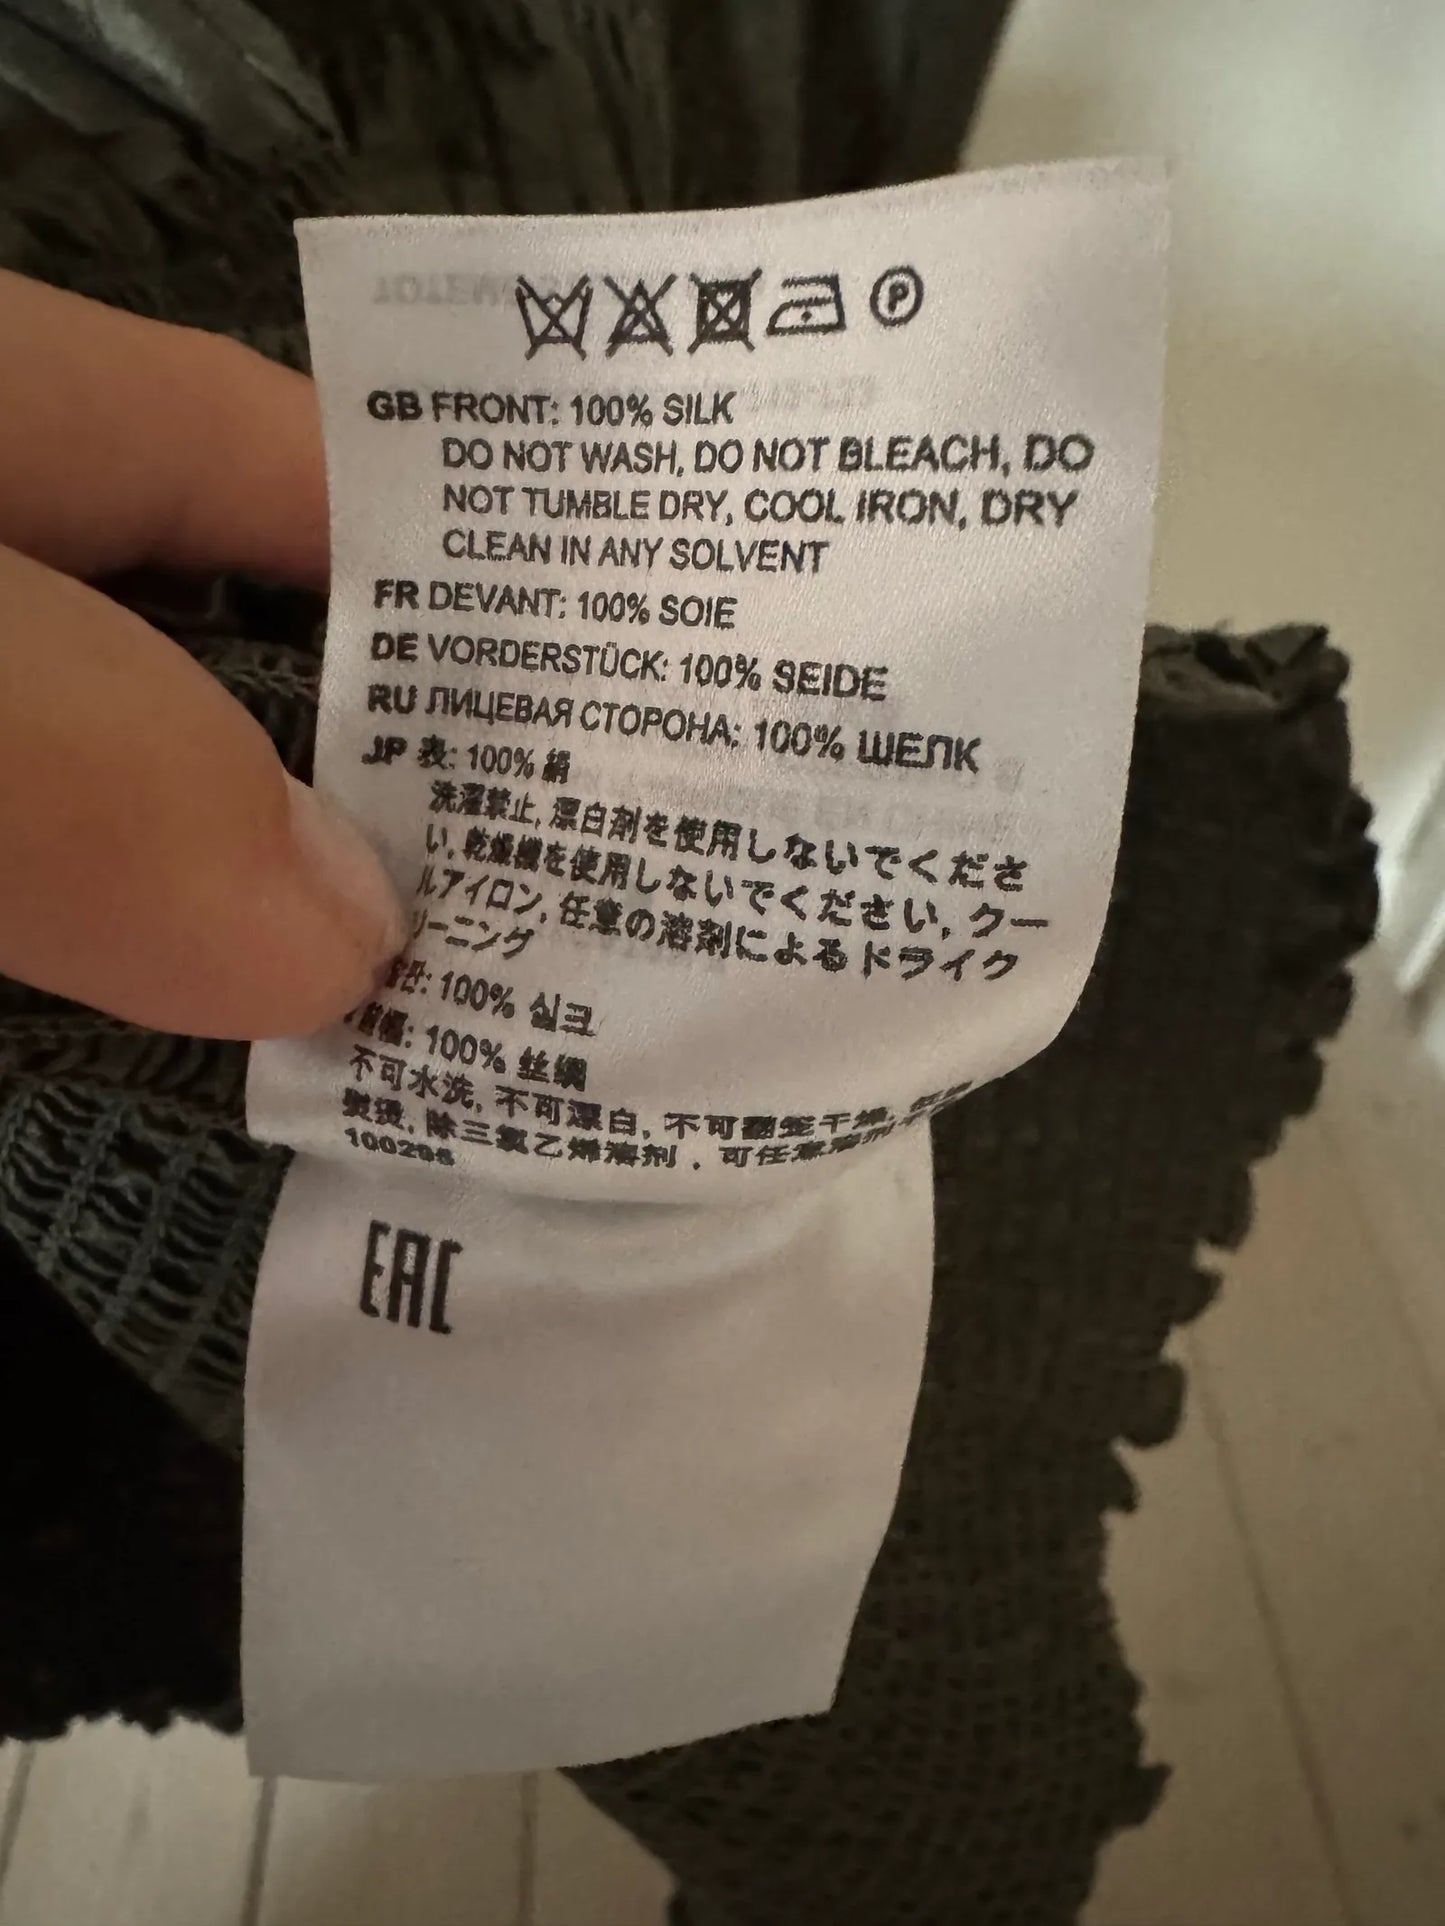 GB FRONT: 100% SILK
DO NOT WASH, DO NOT BLEACH, DO
NOT TUMBLE DRY, COOL IRON, DRY
CLEAN IN ANY SOLVENT
FR DEVANT: 100% SOIE
DE VORDERSTÜCK: 100% SEIDE
RU ЛИЦЕВАЯ СТОРОНА: 100% ШЕЛК
JP 表: 100% 絹
洗濯禁止, 漂白剤を使用しないでくださ
い, 乾燥機を使用しないでください, クー
ルアイロン, 任意の溶剤によるドライク
リーニング
100% 실크
100% 丝绸
不可水洗, 不可漂白, 不可翻转干燥,
熨烫, 除三氯乙烯溶剂, 可任意溶剂
EAC